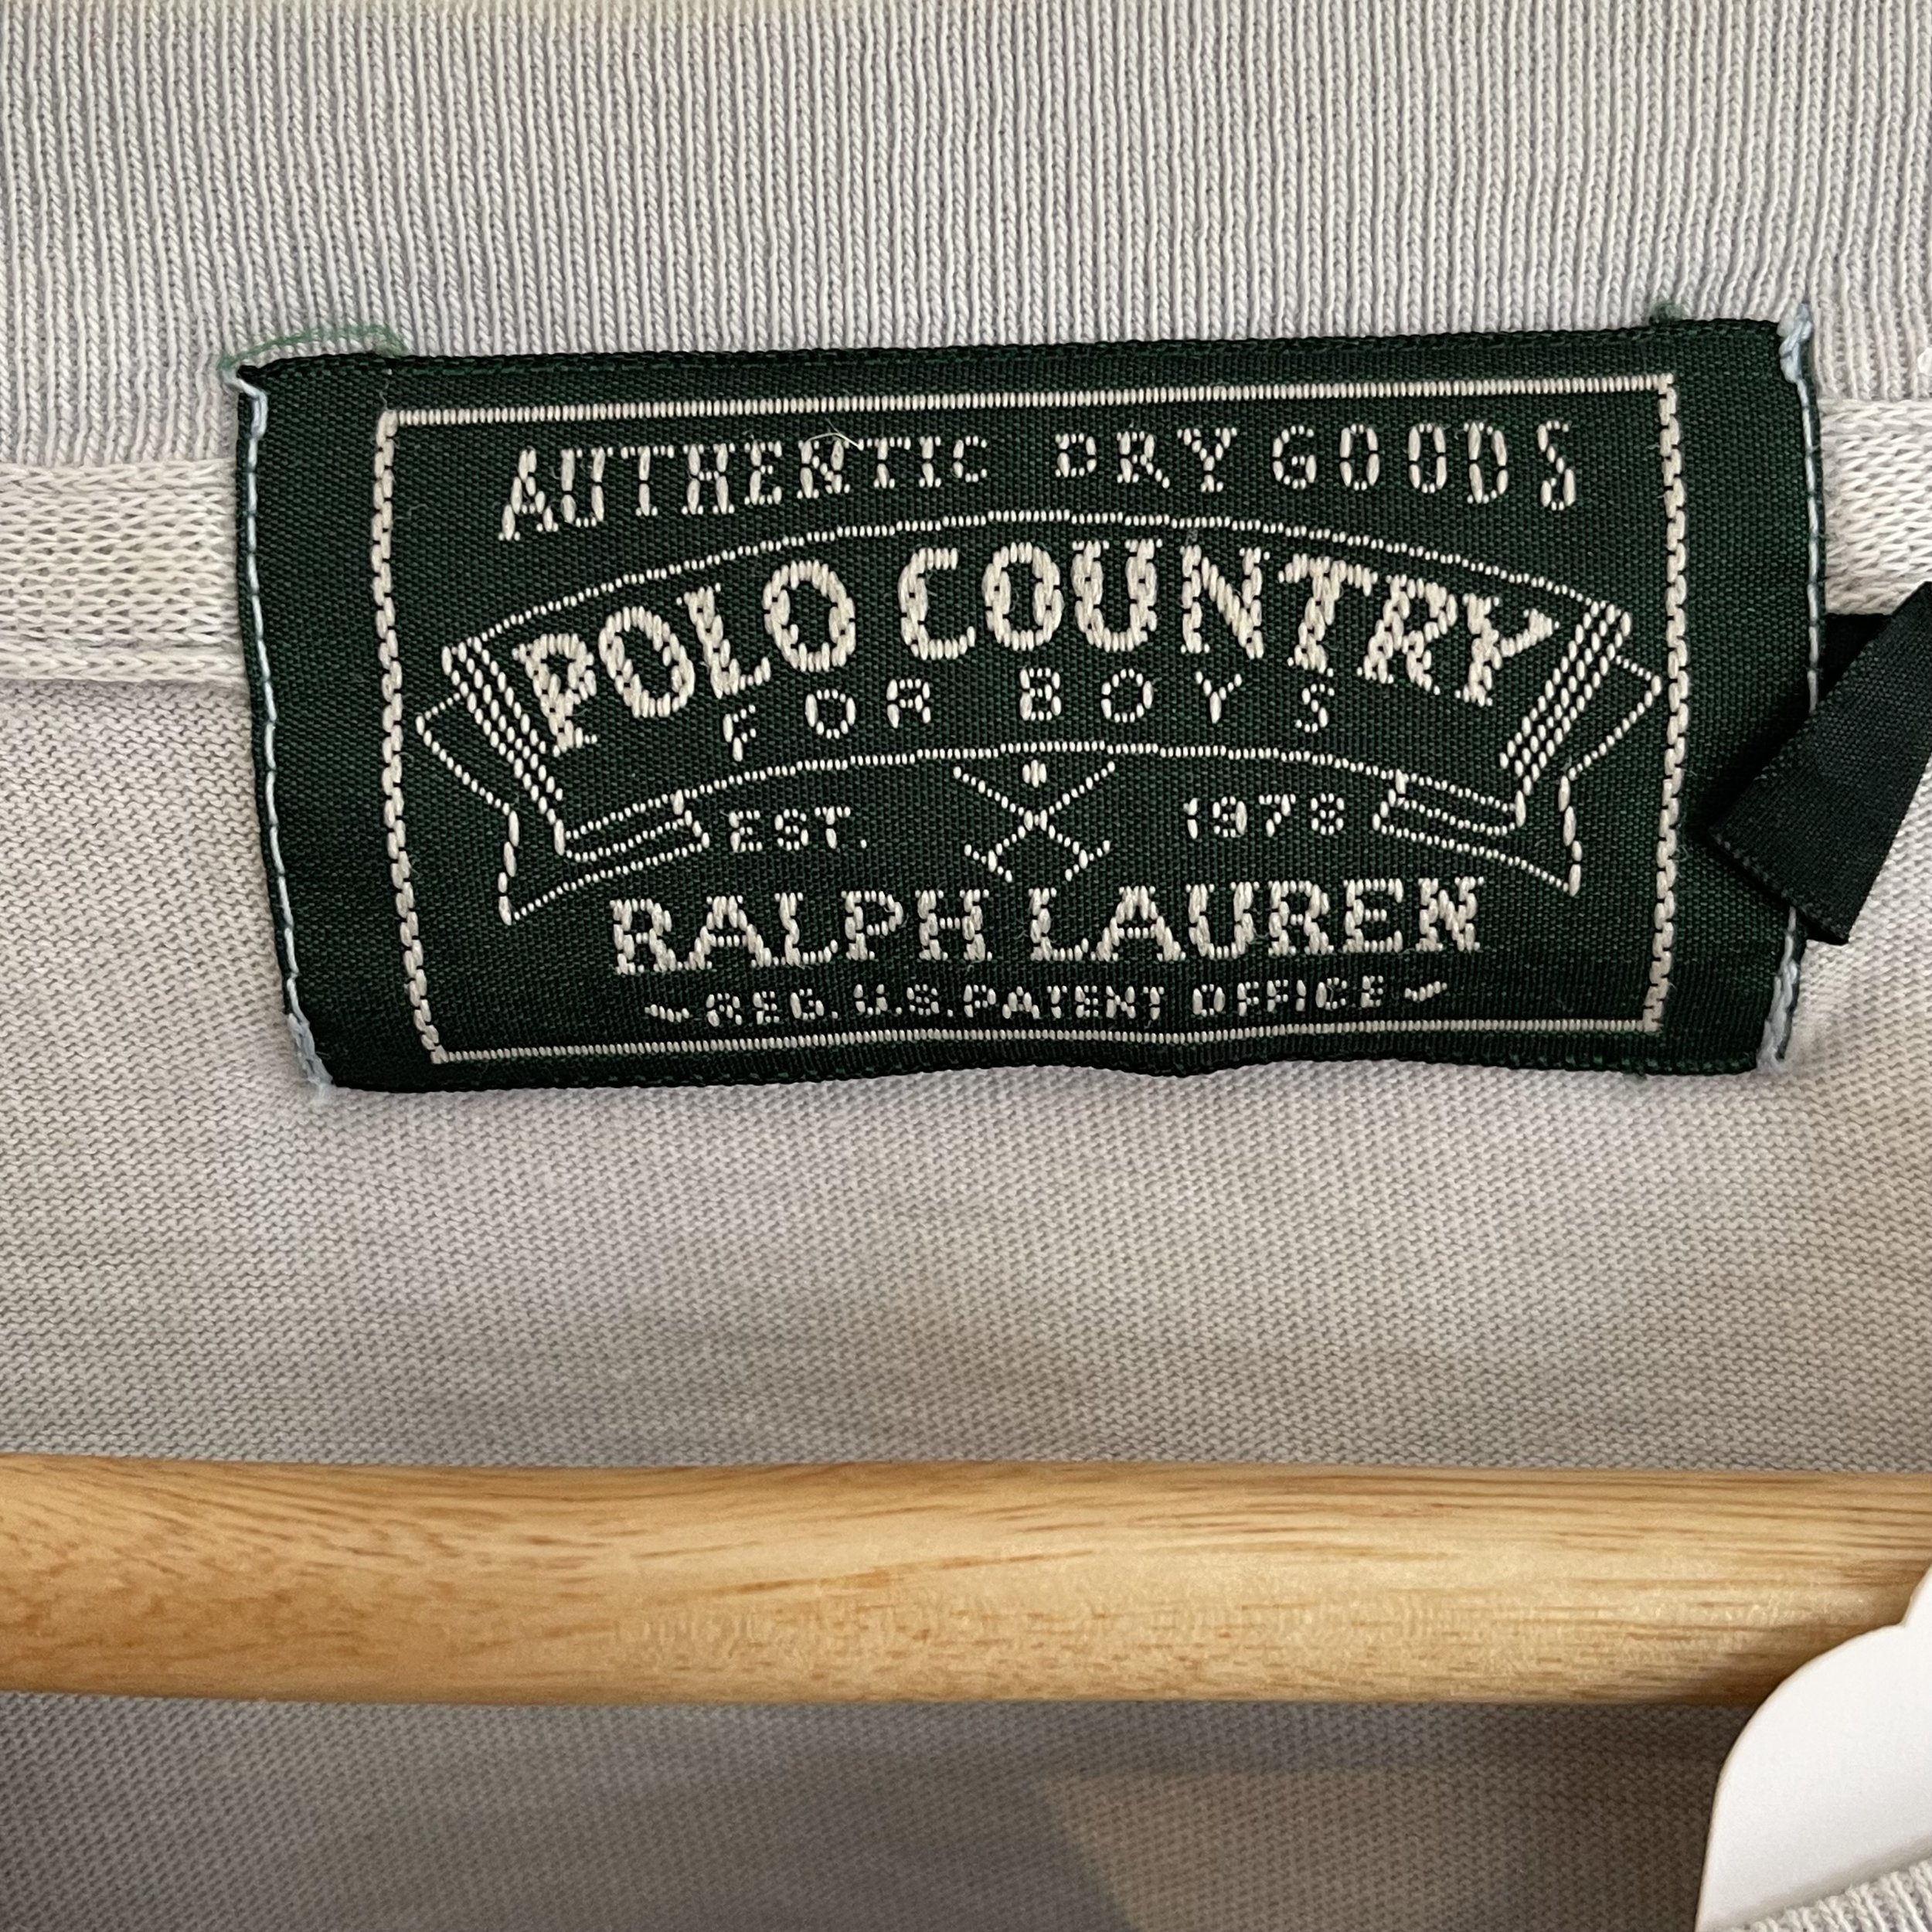 AUTHENTIC DRY GOODS
POLO COUNTRY
FOR BOYS
EST. 1978
RALPH LAUREN
REG. U.S. PATENT OFFICE